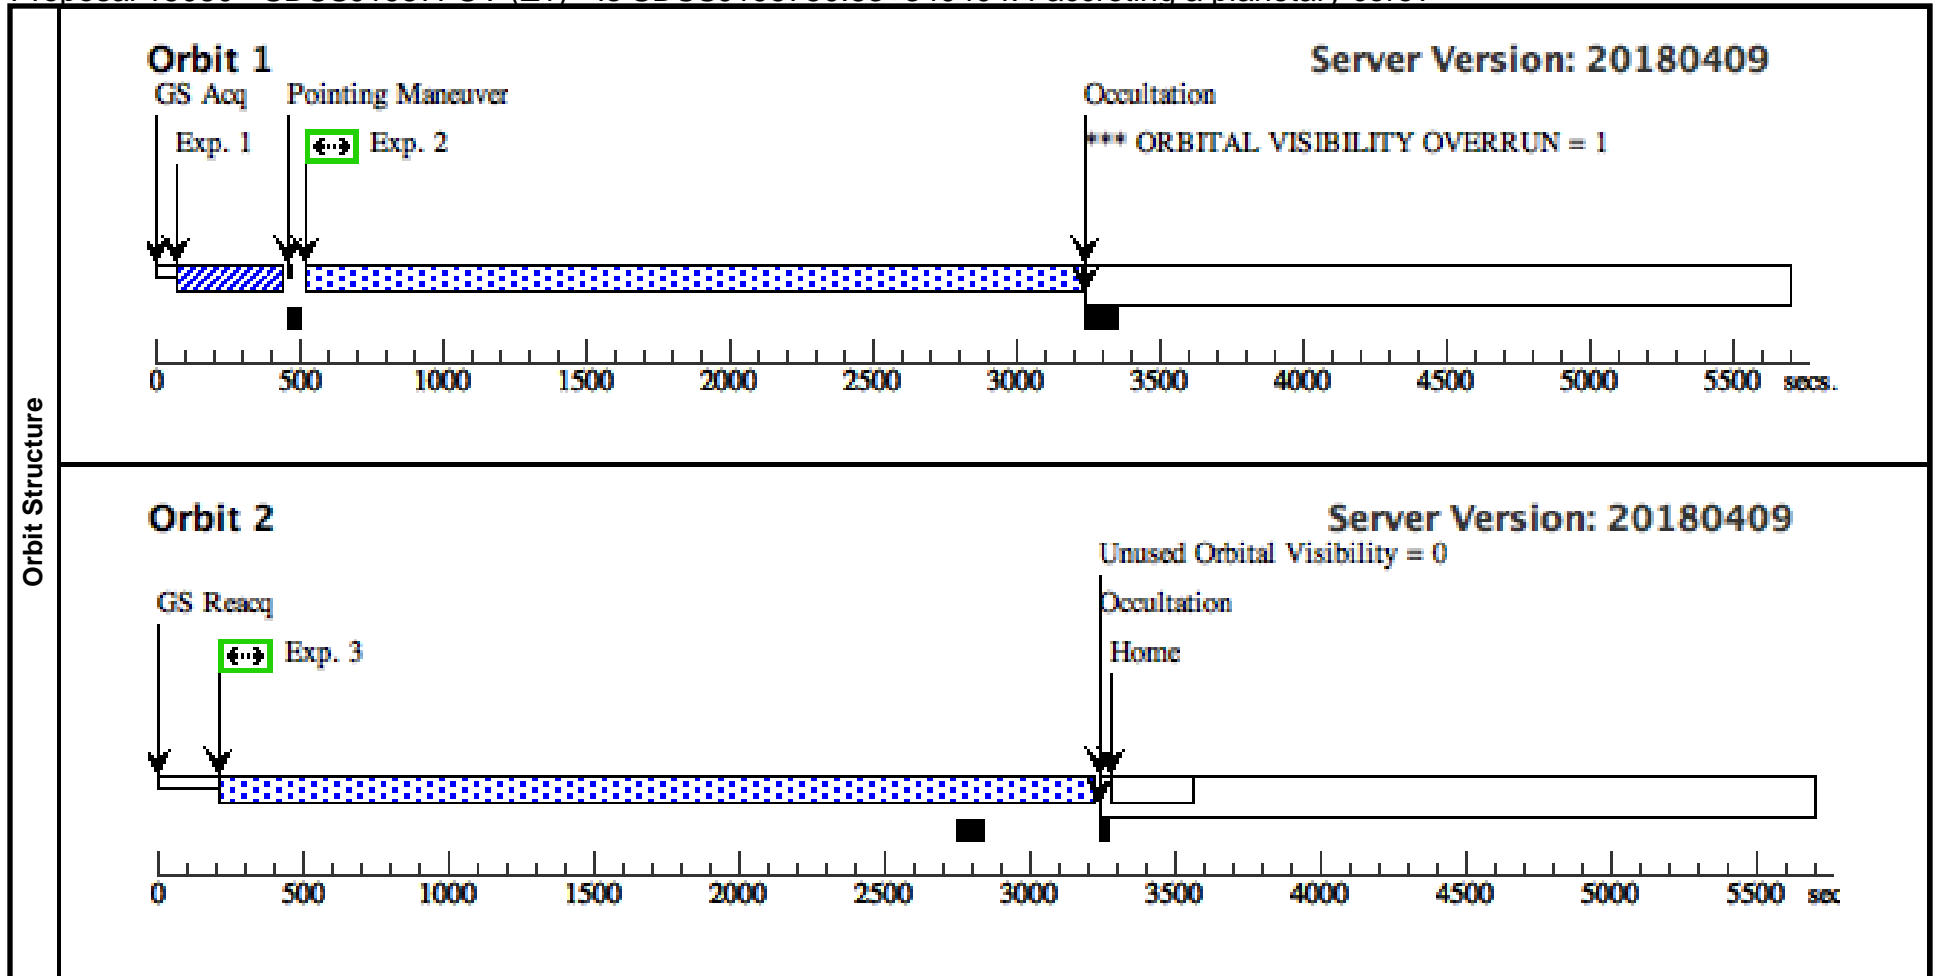 Orbit Structure
Orbit 1
Server Version: 20180409
GS Acq
Pointing Maneuver
Occultation
Exp. 1
Exp. 2
*** ORBITAL VISIBILITY OVERRUN = 1
0 500 1000 1500 2000 2500 3000 3500 4000 4500 5000 5500 secs.
Orbit 2
Server Version: 20180409
Unused Orbital Visibility = 0
GS Reacq
Occultation
Exp. 3
Home
0 500 1000 1500 2000 2500 3000 3500 4000 4500 5000 5500 sec